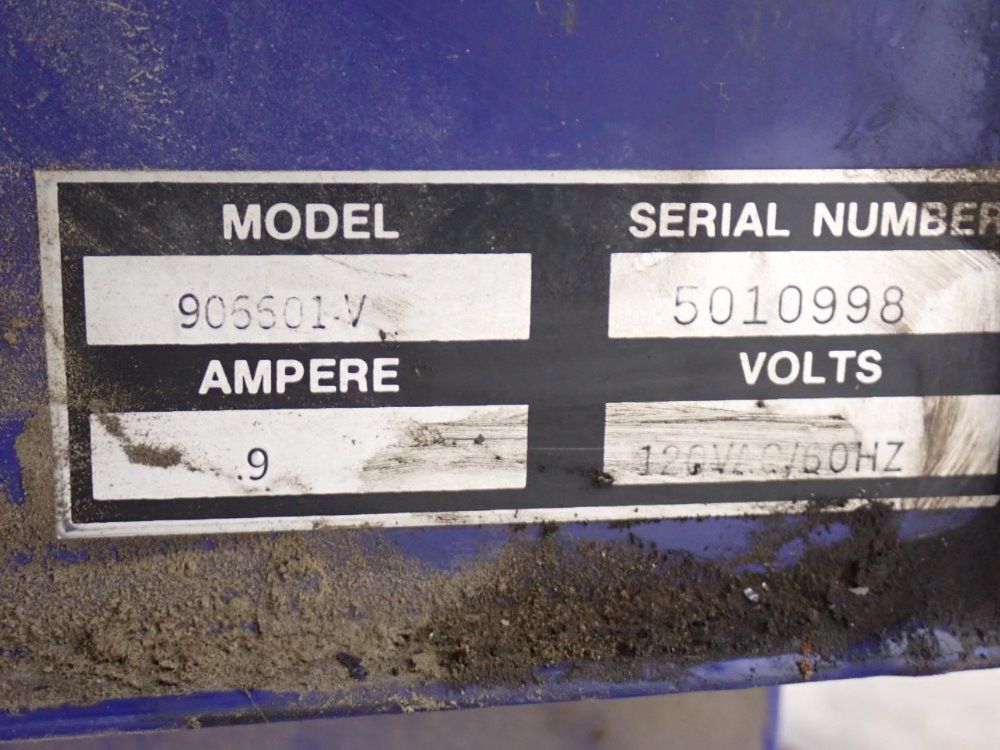 MODEL SERIAL NUMBER
906601-V 5010998
AMPERE VOLTS
.9 120VAC/60HZ